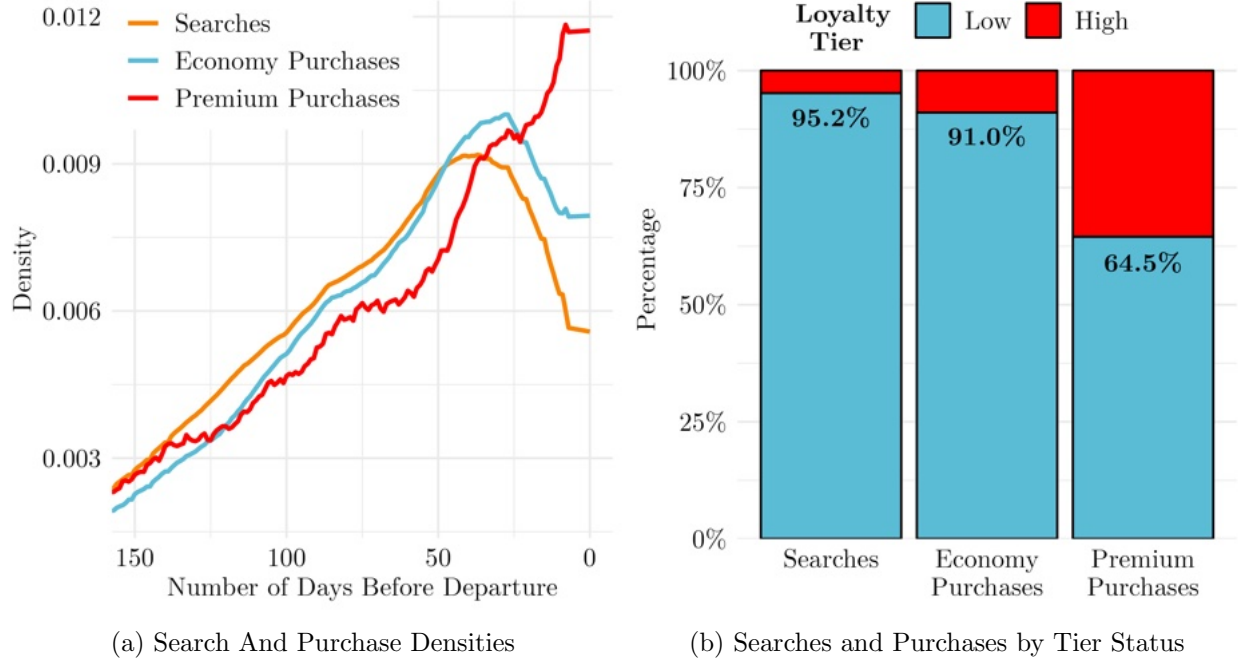 0.012
0.009
0.006
0.003
Density
Searches
Economy Purchases
Premium Purchases
150
100
50
0
Number of Days Before Departure
(a) Search And Purchase Densities
Loyalty
Tier
Low
High
100%
75%
50%
25%
0%
Percentage
95.2%
91.0%
64.5%
Searches
Economy
Purchases
Premium
Purchases
(b) Searches and Purchases by Tier Status